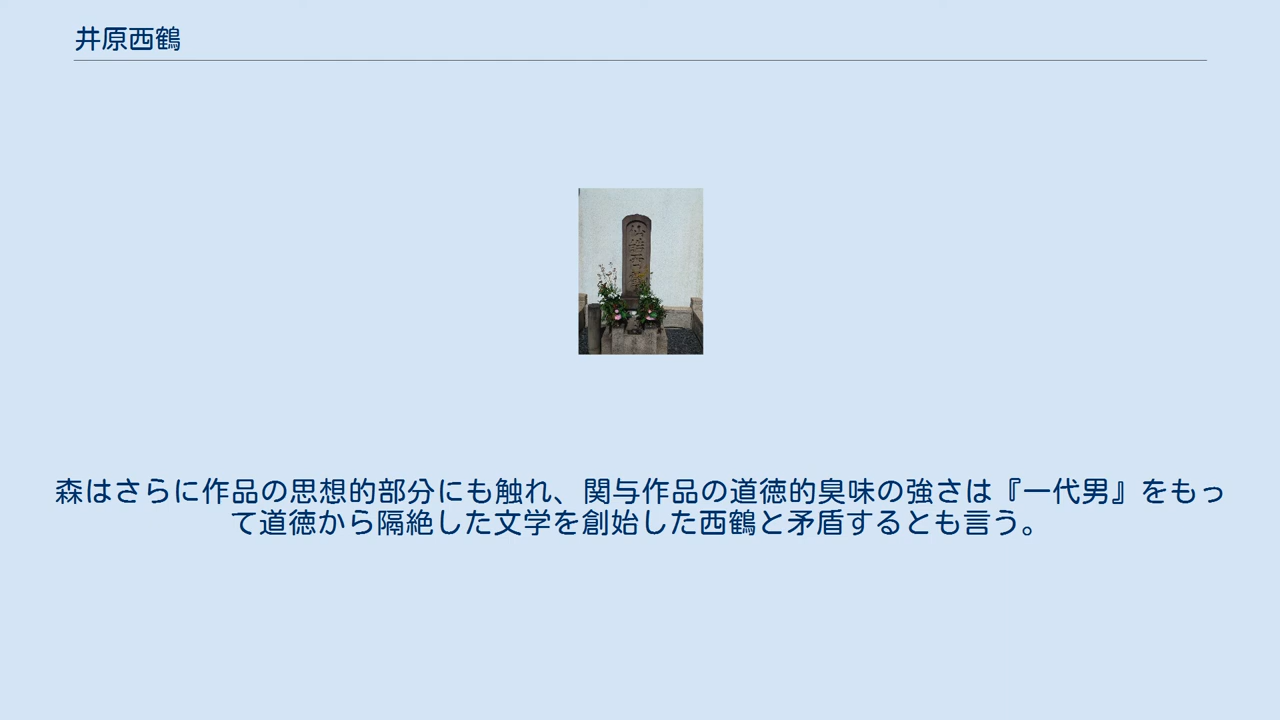 井原西鶴
森はさらに作品の思想的部分にも触れ、関与作品の道徳的臭味の強さは『一代男』をもっ
て道徳から隔絶した文学を創始した西鶴と矛盾するとも言う。